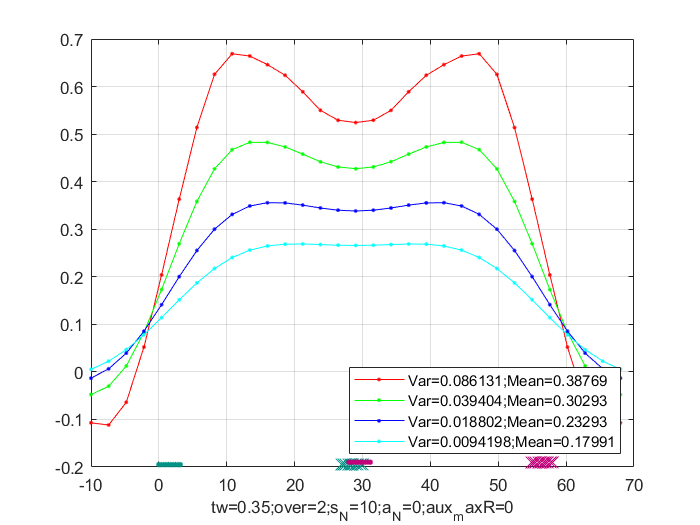 0.7
0.6
0.5
0.4
0.3
0.2
0.1
0
-0.1
-0.2
-10 0 10 20 30 40 50 60 70
Var=0.086131;Mean=0.38769
Var=0.039404;Mean=0.30293
Var=0.018802;Mean=0.23293
Var=0.0094198;Mean=0.17991
tw=0.35;over=2;s_N=10;a_N=0;aux_maxR=0